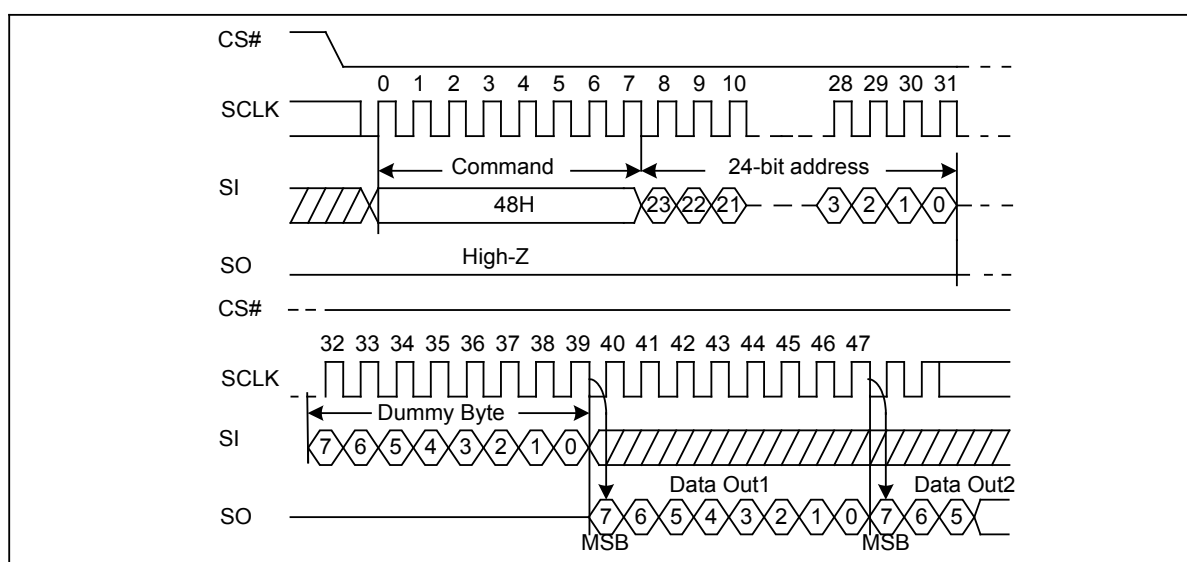 CS#
0 1 2 3 4 5 6 7 8 9 10 28 29 30 31
SCLK
Command 24-bit address
SI
48H 23 22 21 3 2 1 0
High-Z
SO
CS#
32 33 34 35 36 37 38 39 40 41 42 43 44 45 46 47
SCLK
Dummy Byte
SI
7 6 5 4 3 2 1 0
Data Out1 Data Out2
SO
7 6 5 4 3 2 1 0 7 6 5
MSB MSB